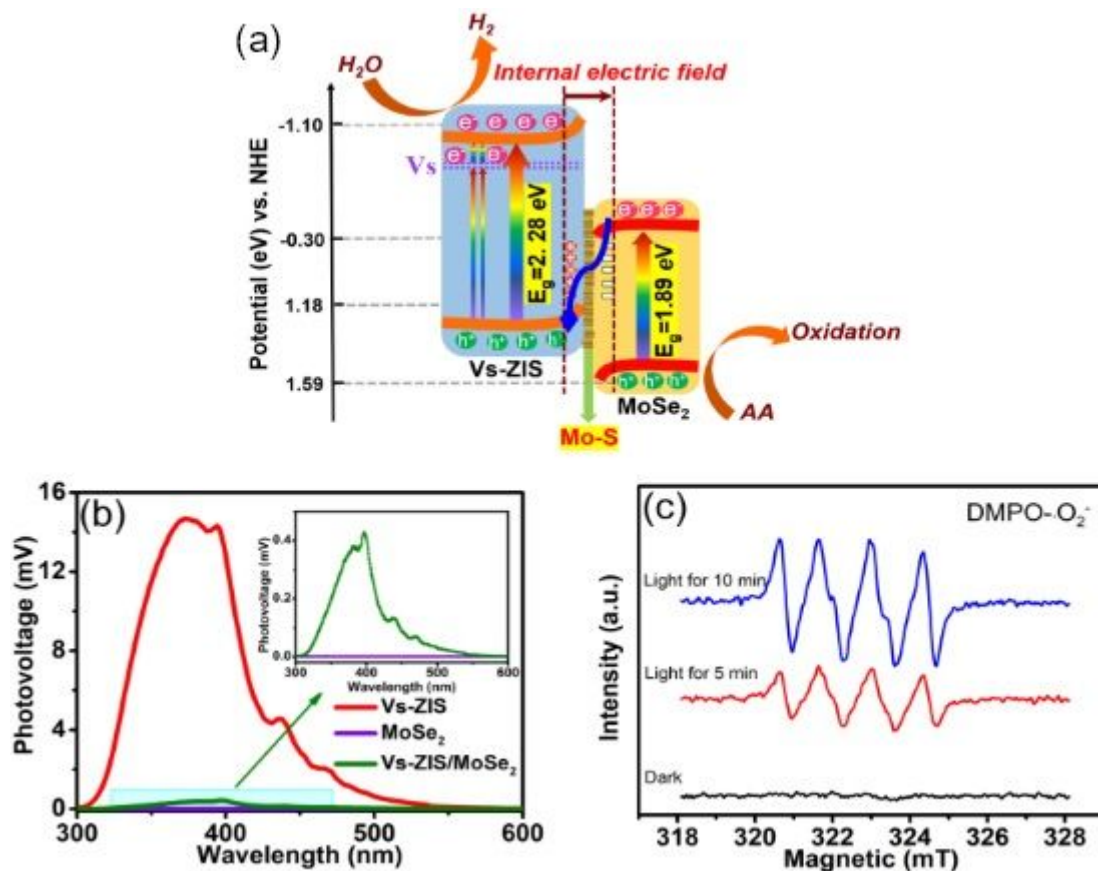 (a)
H2
H2O
Internal electric field
Potential (eV) vs. NHE
-1.10
-0.30
1.18
1.59
e- e- e- e-
e- e-
Vs
Eg=2. 28 eV
h+ h+ h+ h+
Vs-ZIS
e- e- e-
Eg=1.89 eV
h+ h+ h+
MoSe2
Mo-S
Oxidation
AA
(b)
Photovoltage (mV)
16
12
8
4
0
300 400 500 600
Wavelength (nm)
Photovoltage (mV)
0.4
0.2
0.0
300 400 500 600
Wavelength (nm)
Vs-ZIS
MoSe2
Vs-ZIS/MoSe2
(c)
DMPO-·O2-
Intensity (a.u.)
Light for 10 min
Light for 5 min
Dark
318 320 322 324 326 328
Magnetic (mT)